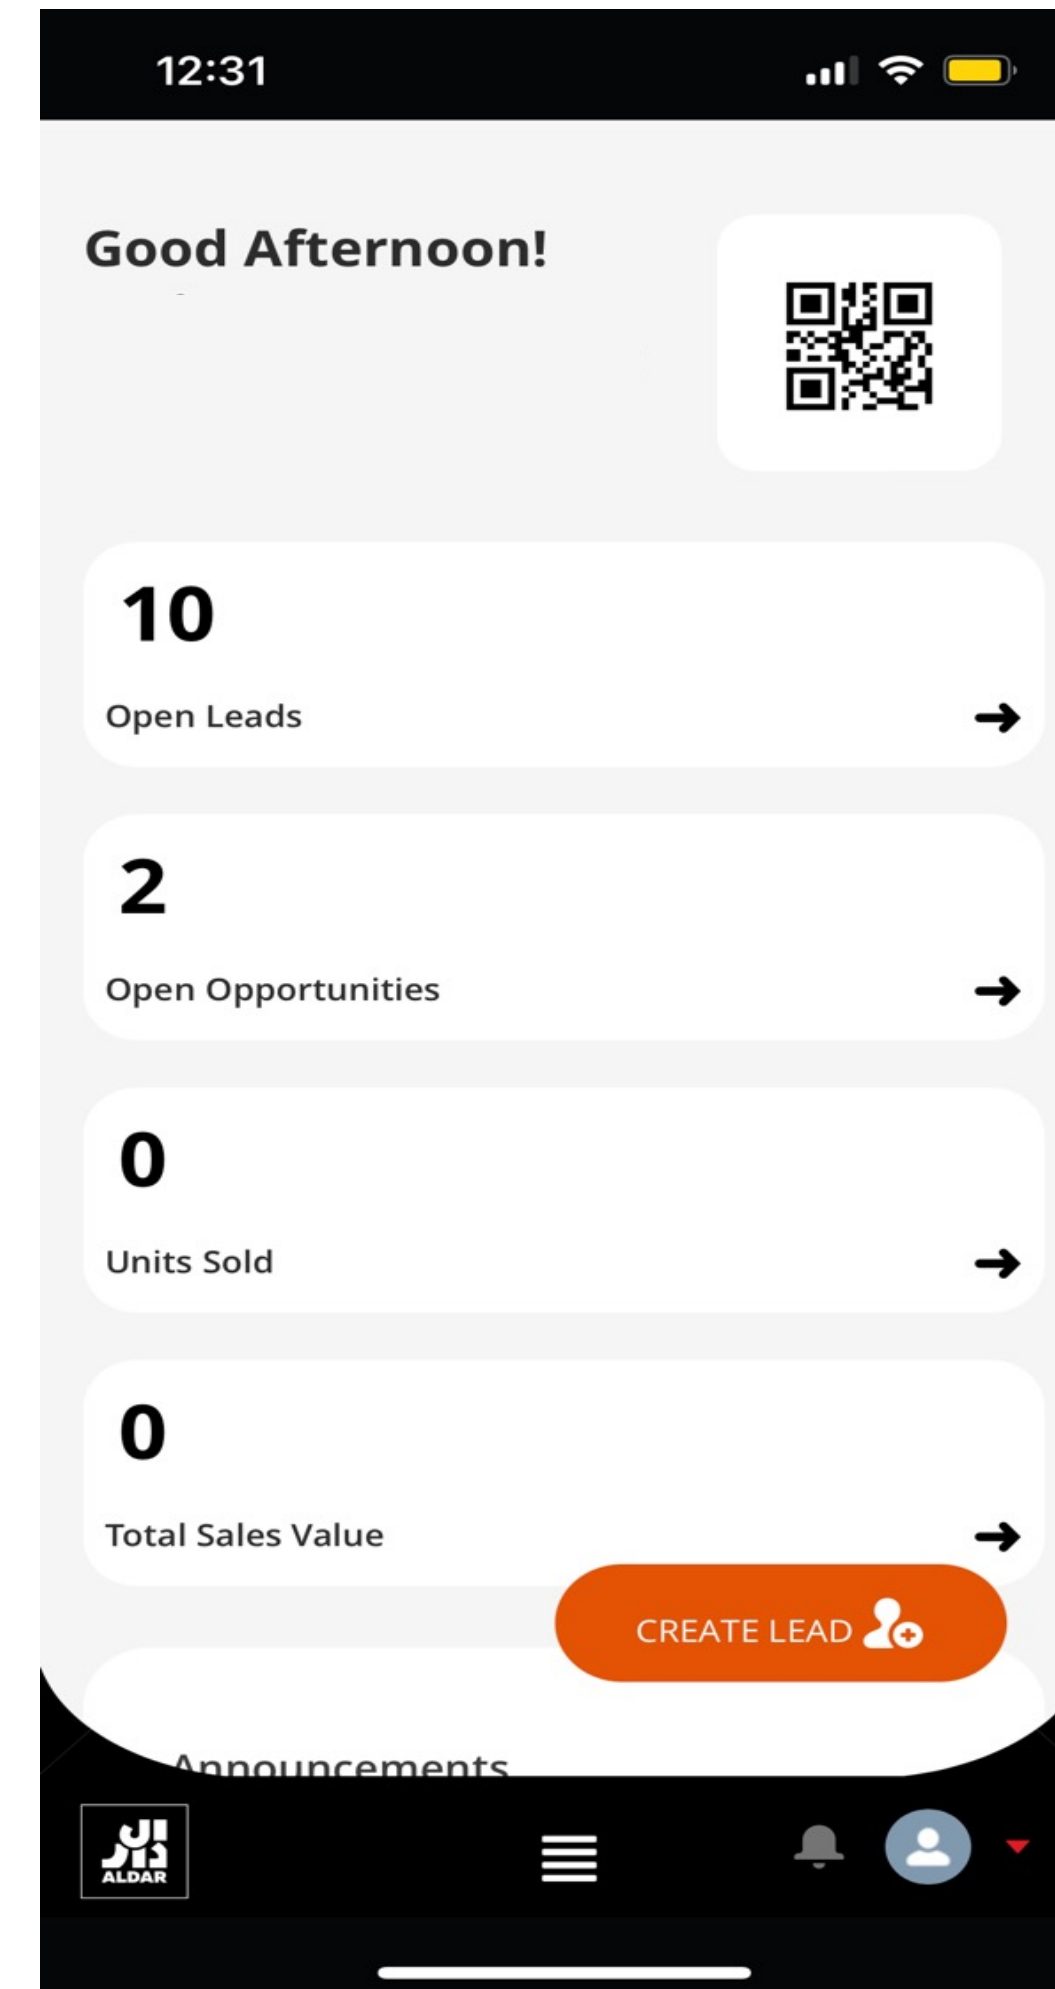 12:31
Good Afternoon!
10
Open Leads
2
Open Opportunities
0
Units Sold
0
Total Sales Value
CREATE LEAD
Announcements
الدار
ALDAR